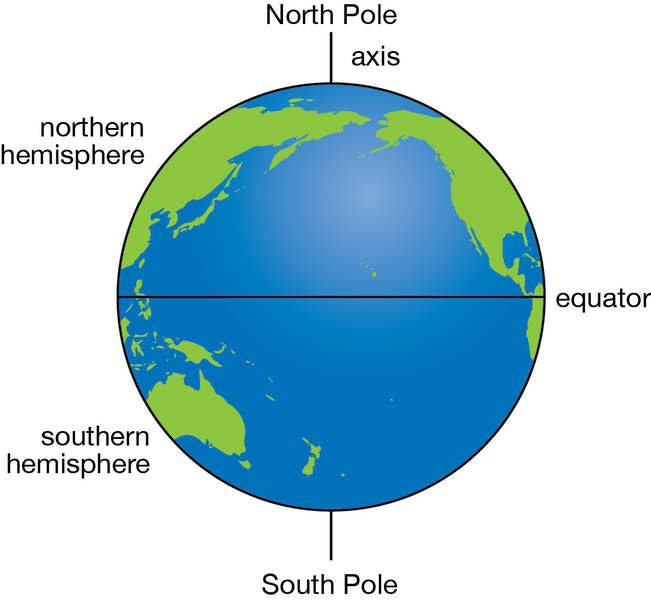 North Pole
axis
northern
hemisphere
equator
southern
hemisphere
South Pole